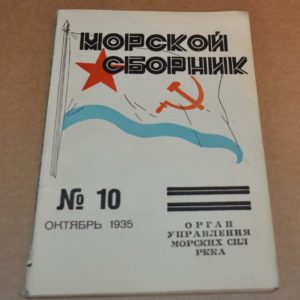 МОРСКОЙ
СБОРНИК
№ 10
ОКТЯБРЬ 1935
ОРГАН
УПРАВЛЕНИЯ
МОРСКИХ СИЛ
РККА